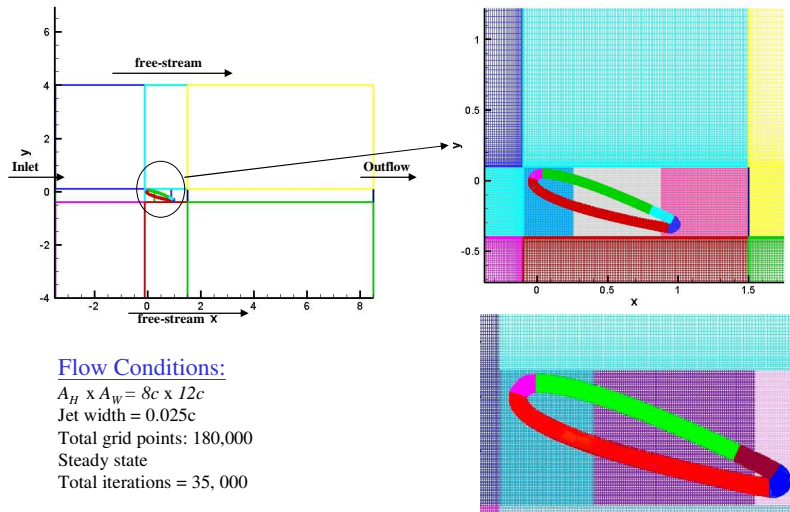 free-stream
Inlet
Outflow
free-stream
y
x
6
4
2
0
-2
-4
-2 0 2 4 6 8
y
x
1
0.5
0
-0.5
0 0.5 1 1.5
Flow Conditions:
A_H x A_W = 8c x 12c
Jet width = 0.025c
Total grid points: 180,000
Steady state
Total iterations = 35, 000